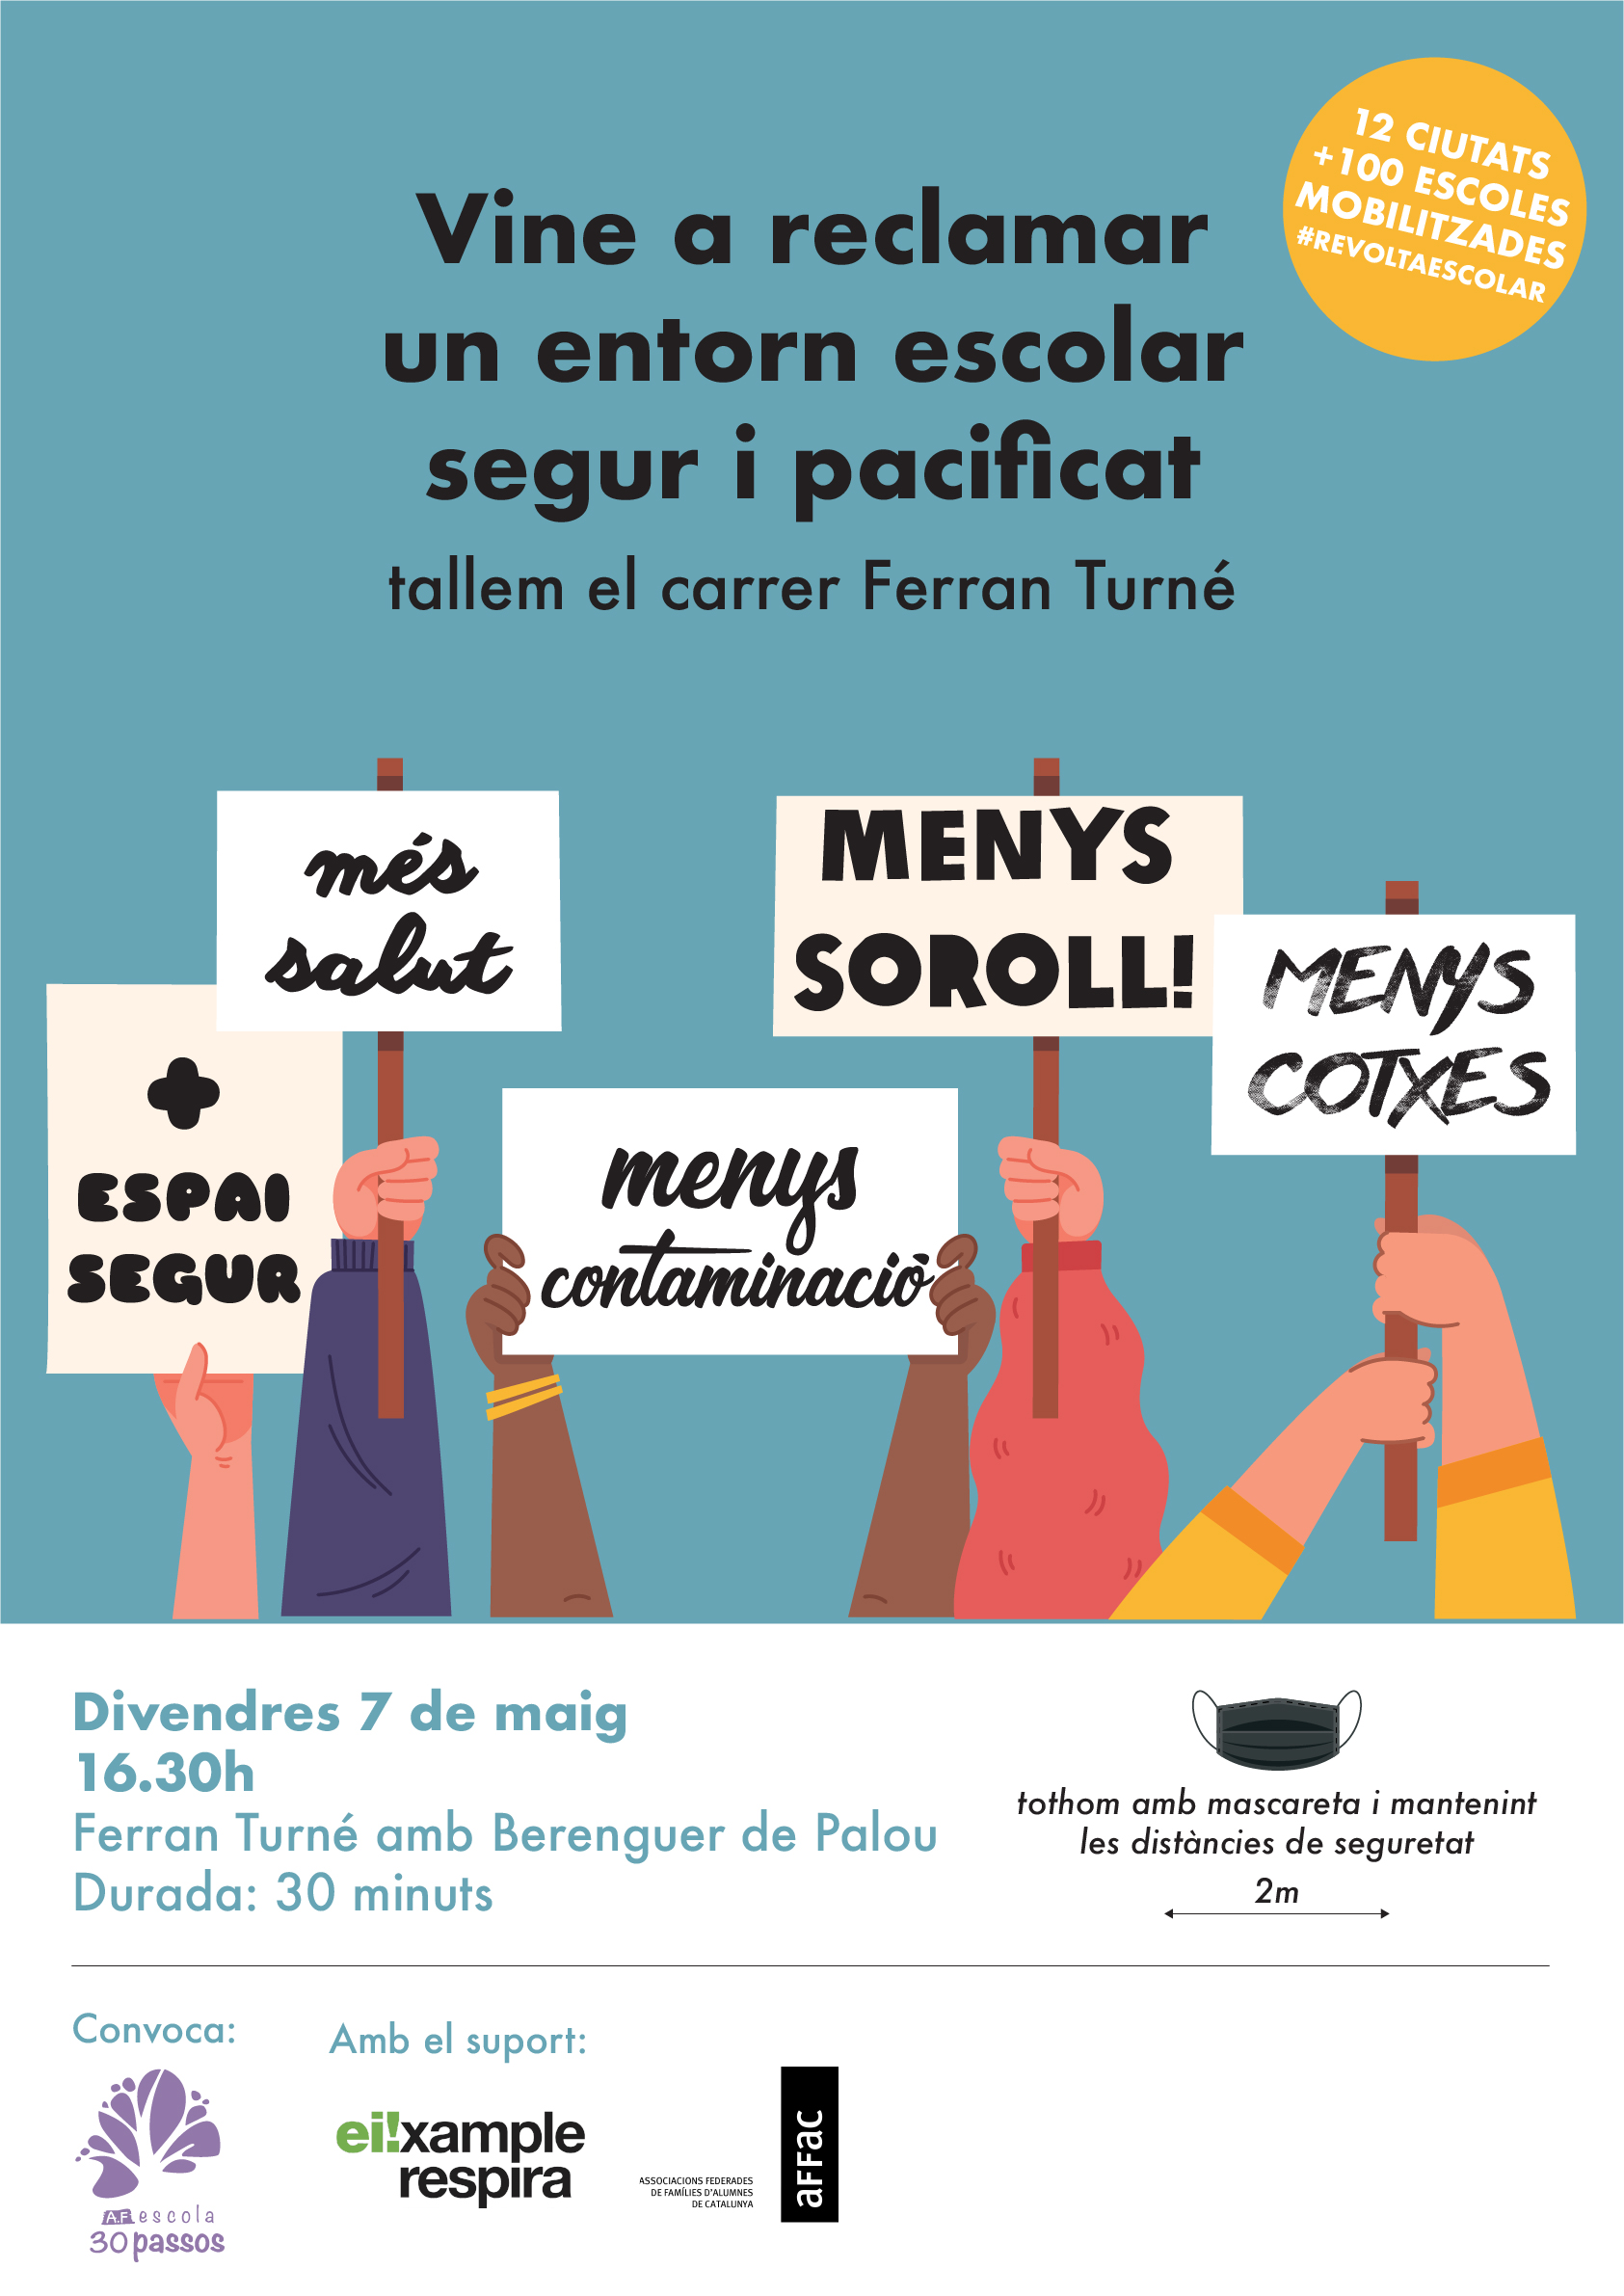 12 CIUTATS
+100 ESCOLES
MOBILITZADES
#REVOLTAESCOLAR
Vine a reclamar
un entorn escolar
segur i pacificat
tallem el carrer Ferran Turné
més
salut
MENYS
SOROLL!
MENYS
COTXES
+
ESPAI
SEGUR
menys
contaminació
Divendres 7 de maig
16.30h
Ferran Turné amb Berenguer de Palou
Durada: 30 minuts
tothom amb mascareta i mantenint
les distàncies de seguretat
2m
Convoca:
A.F. escola
30passos
Amb el suport:
ei!xample
respira
ASSOCIACIONS FEDERADES
DE FAMÍLIES D'ALUMNES
DE CATALUNYA
aFFaC